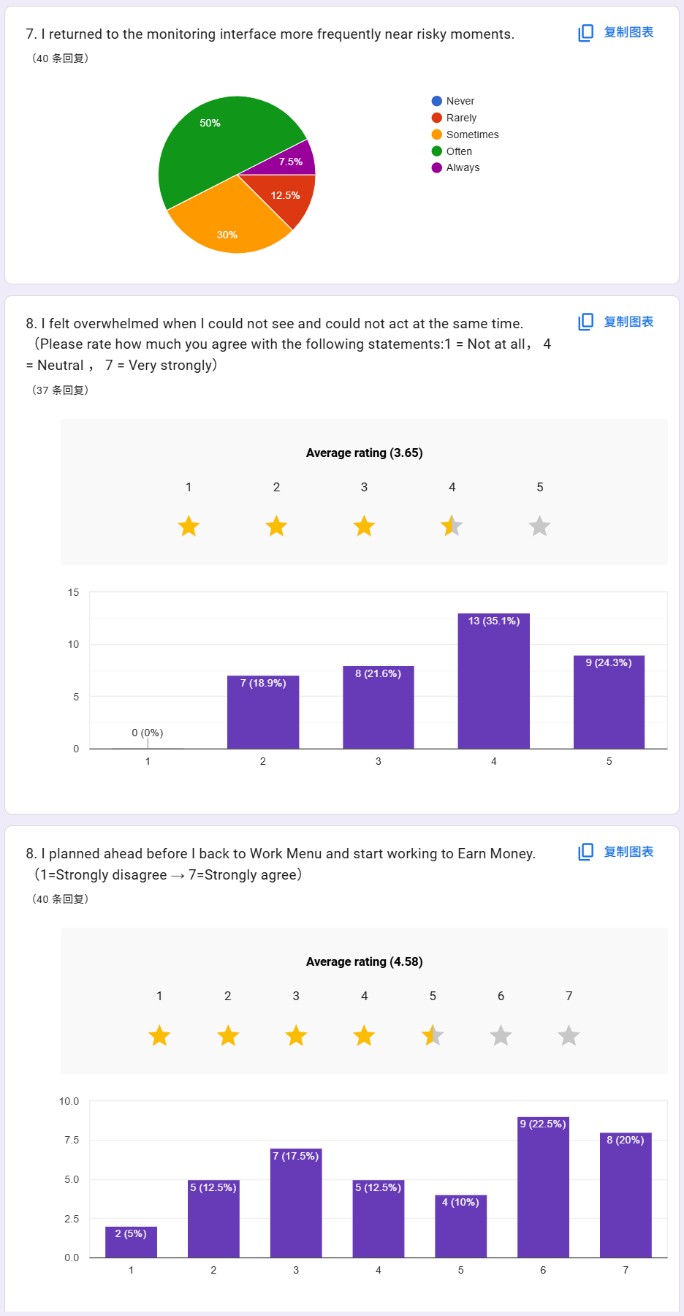 7. I returned to the monitoring interface more frequently near risky moments.
复制图表
（40 条回复）
50%
7.5%
12.5%
30%
Never
Rarely
Sometimes
Often
Always
8. I felt overwhelmed when I could not see and could not act at the same time.
（Please rate how much you agree with the following statements:1 = Not at all， 4
= Neutral ， 7 = Very strongly）
复制图表
（37 条回复）
Average rating (3.65)
1 2 3 4 5
15
10
5
0
0 (0%)
7 (18.9%)
8 (21.6%)
13 (35.1%)
9 (24.3%)
1 2 3 4 5
8. I planned ahead before I back to Work Menu and start working to Earn Money.
（1=Strongly disagree → 7=Strongly agree）
复制图表
（40 条回复）
Average rating (4.58)
1 2 3 4 5 6 7
10.0
7.5
5.0
2.5
0.0
2 (5%)
5 (12.5%)
7 (17.5%)
5 (12.5%)
4 (10%)
9 (22.5%)
8 (20%)
1 2 3 4 5 6 7